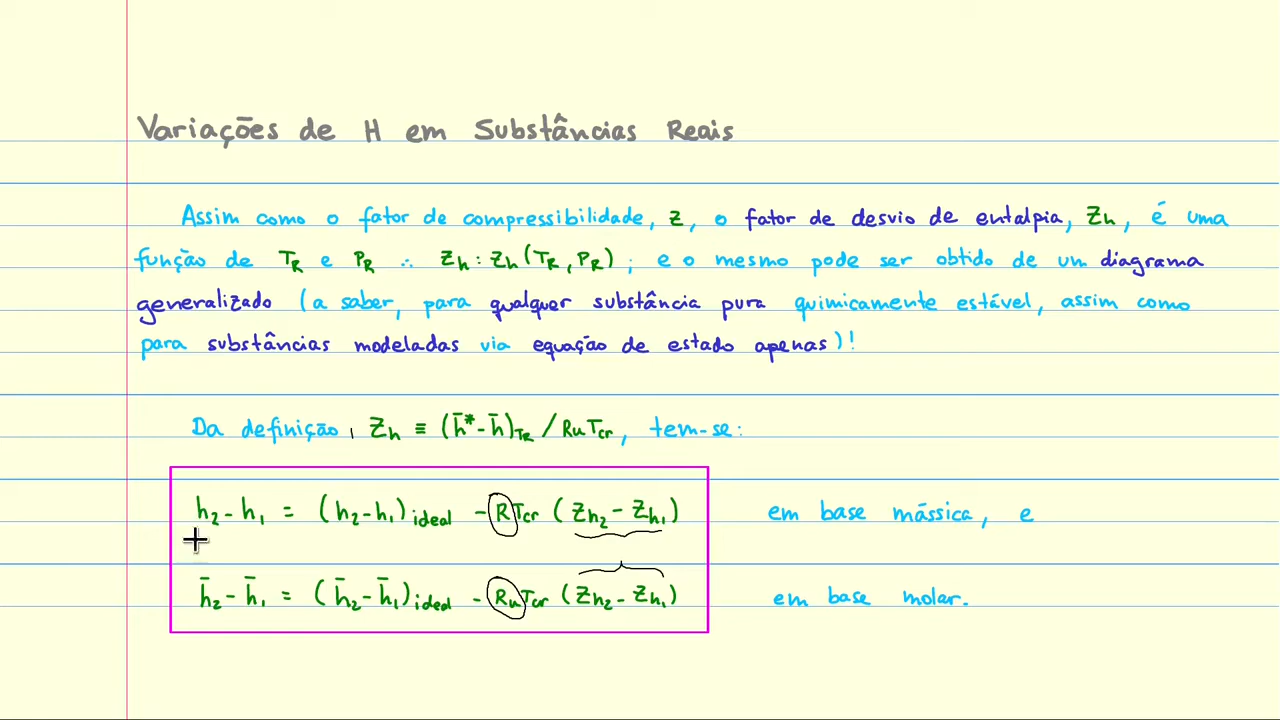 Variações de H em Substâncias Reais
Assim como o fator de compressibilidade, Z, o fator de desvio de entalpia, Zh, é uma
função de TR e PR ∴ Zh : Zh (TR, PR) ; e o mesmo pode ser obtido de um diagrama
generalizado (a saber, para qualquer substância pura quimicamente estável, assim como
para substâncias modeladas via equação de estado apenas)!
Da definição, Zh ≡ (h̄* - h̄)TR / RuTcr, tem-se:
h2 - h1 = (h2 - h1)ideal - RTcr (Zh2 - Zh1) em base mássica, e
h̄2 - h̄1 = (h̄2 - h̄1)ideal - RuTcr (Zh2 - Zh1) em base molar.